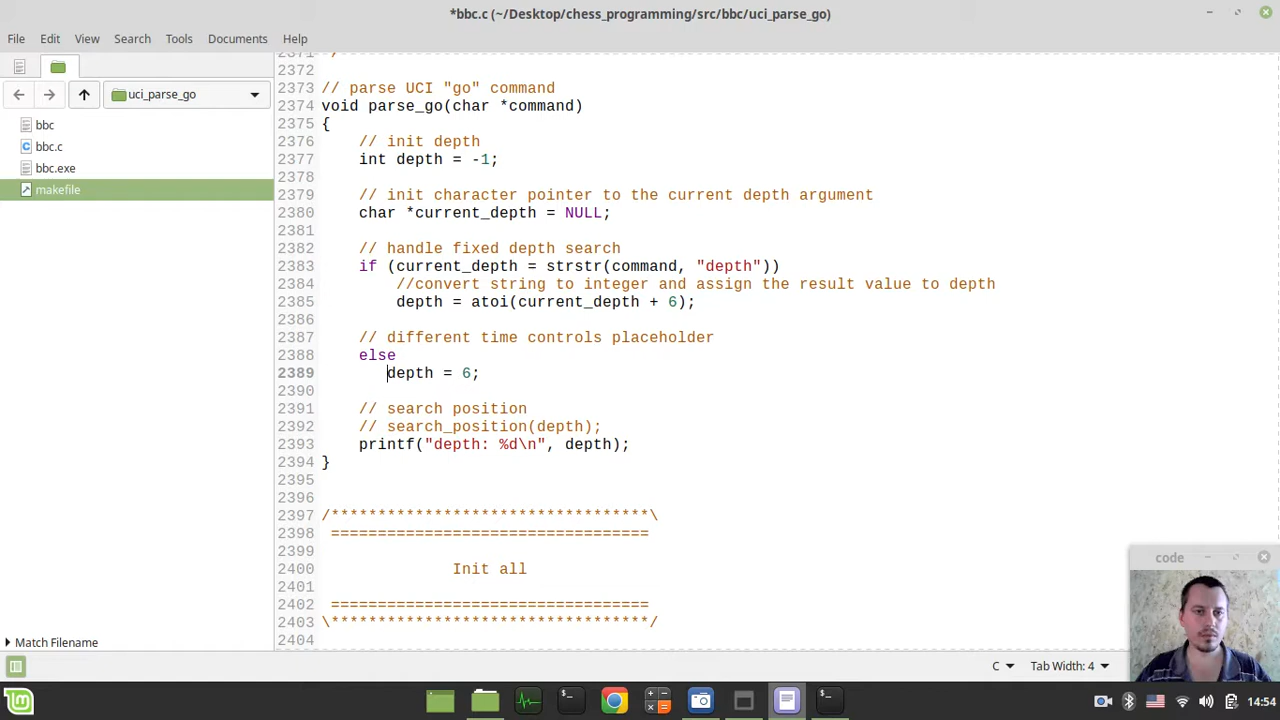 *bbc.c (~/Desktop/chess_programming/src/bbc/uci_parse_go)
File Edit View Search Tools Documents Help
uci_parse_go
bbc
bbc.c
bbc.exe
makefile
Match Filename
2371 /
2372
2373 // parse UCI "go" command
2374 void parse_go(char *command)
2375 {
2376 // init depth
2377 int depth = -1;
2378
2379 // init character pointer to the current depth argument
2380 char *current_depth = NULL;
2381
2382 // handle fixed depth search
2383 if (current_depth = strstr(command, "depth"))
2384 //convert string to integer and assign the result value to depth
2385 depth = atoi(current_depth + 6);
2386
2387 // different time controls placeholder
2388 else
2389 depth = 6;
2390
2391 // search position
2392 // search_position(depth);
2393 printf("depth: %d\n", depth);
2394 }
2395
2396
2397 /**********************************\
2398 ==================================
2399
2400 Init all
2401
2402 ==================================
2403 \**********************************/
2404
code
C Tab Width: 4
14:54